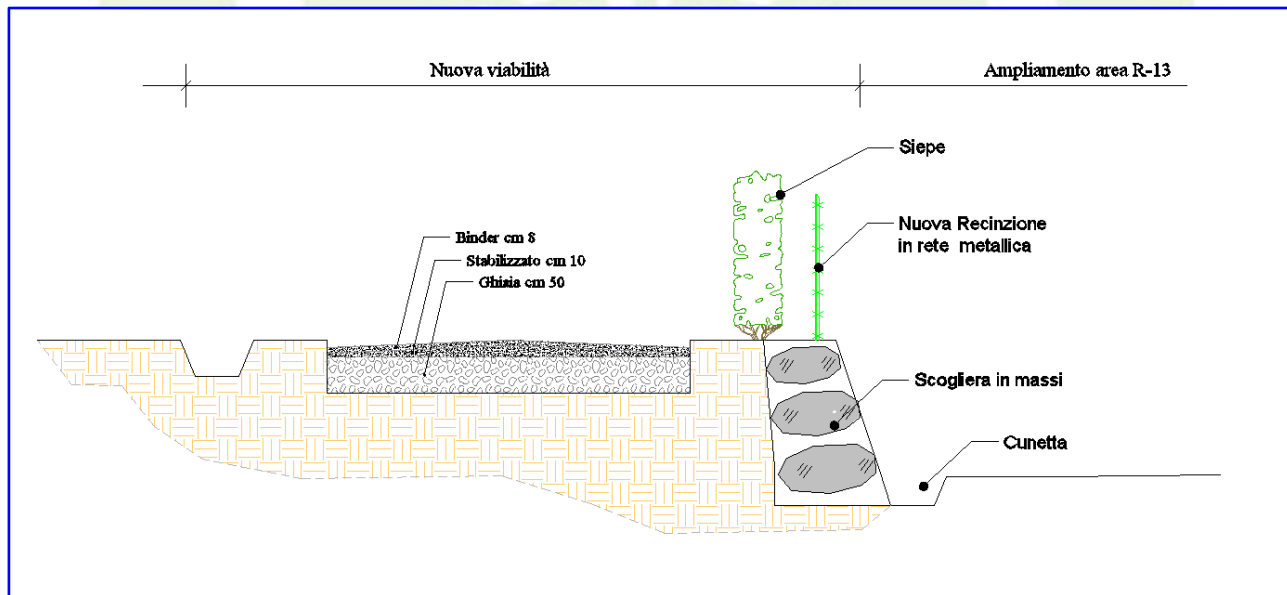 Nuova viabilità
Ampliamento area R-13
Siepe
Nuova Recinzione
in rete metallica
Binder cm 8
Stabilizzato cm 10
Ghiaia cm 50
Scogliera in massi
Cunetta